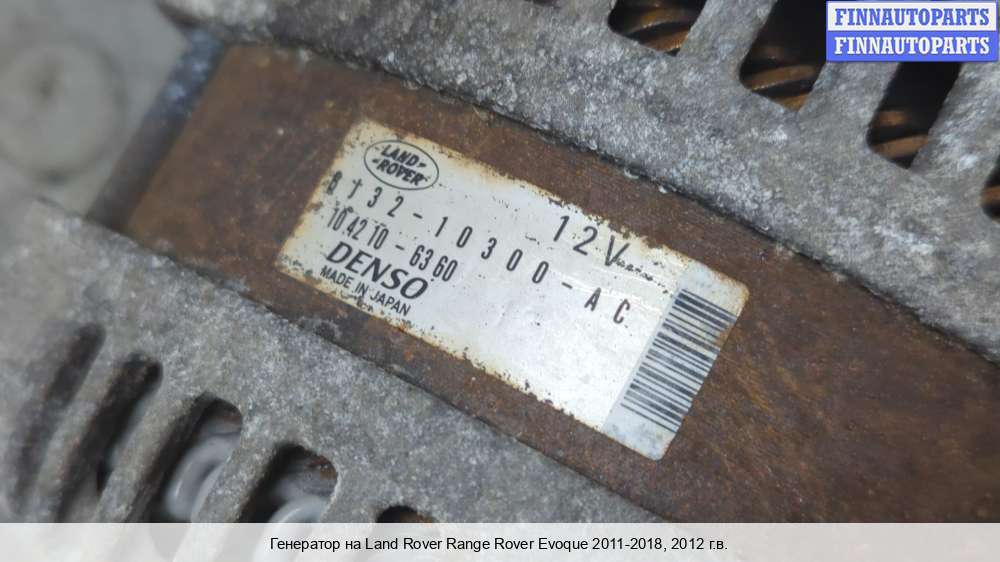 FINNAUTOPARTS
FINNAUTOPARTS
LAND-
-ROVER
12V
BJ32-10300-AC
104210-6360
DENSO
MADE IN JAPAN
Генератор на Land Rover Range Rover Evoque 2011-2018, 2012 г.в.